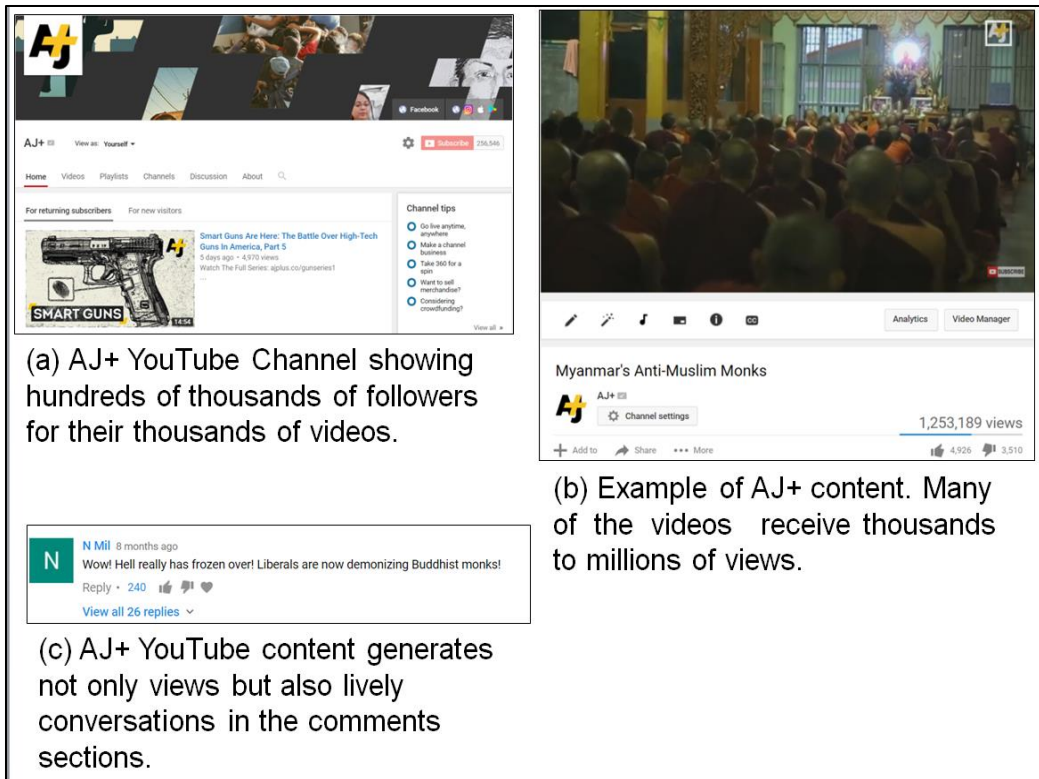 AJ+
Facebook
AJ+
View as: Yourself
Subscribe 256,546
Home Videos Playlists Channels Discussion About
For returning subscribers For new visitors
SMART GUNS
14:54
Smart Guns Are Here: The Battle Over High-Tech
Guns In America, Part 5
5 days ago • 4,970 views
Watch The Full Series: ajplus.co/gunseries1
...
Channel tips
Go live anytime,
anywhere
Make a channel
business
Take 360 for a
spin
Want to sell
merchandise?
Considering
crowdfunding?
View all »
(a) AJ+ YouTube Channel showing
hundreds of thousands of followers
for their thousands of videos.
SUBSCRIBE
CC
Analytics Video Manager
Myanmar's Anti-Muslim Monks
AJ+
Channel settings
1,253,189 views
Add to Share More
4,926 3,510
(b) Example of AJ+ content. Many
of the videos receive thousands
to millions of views.
N
N Mil 8 months ago
Wow! Hell really has frozen over! Liberals are now demonizing Buddhist monks!
Reply • 240
View all 26 replies
(c) AJ+ YouTube content generates
not only views but also lively
conversations in the comments
sections.